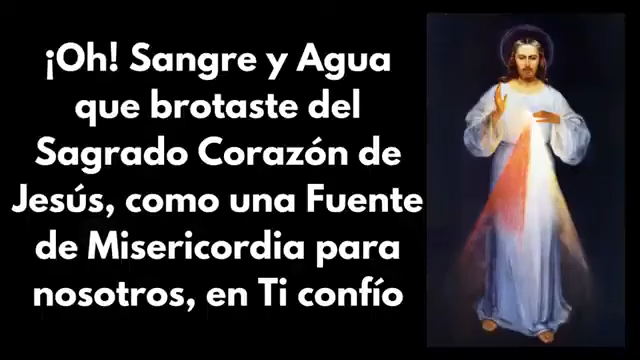 ¡Oh! Sangre y Agua
que brotaste del
Sagrado Corazón de
Jesús, como una Fuente
de Misericordia para
nosotros, en Ti confío